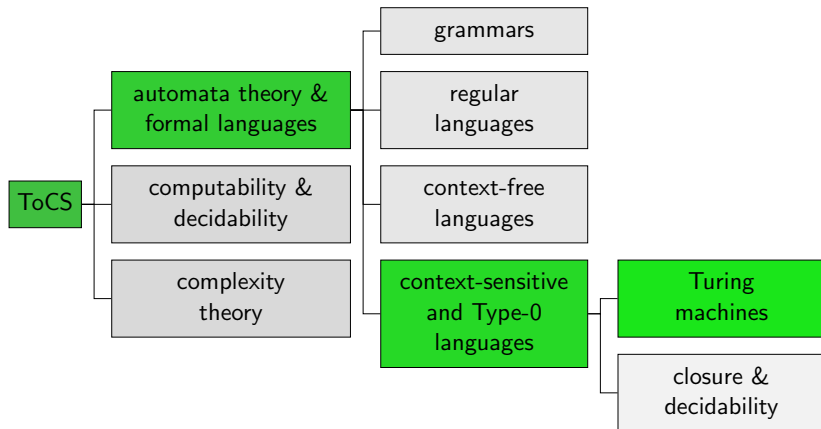 ToCS
automata theory &
formal languages
computability &
decidability
complexity
theory
grammars
regular
languages
context-free
languages
context-sensitive
and Type-0
languages
Turing
machines
closure &
decidability